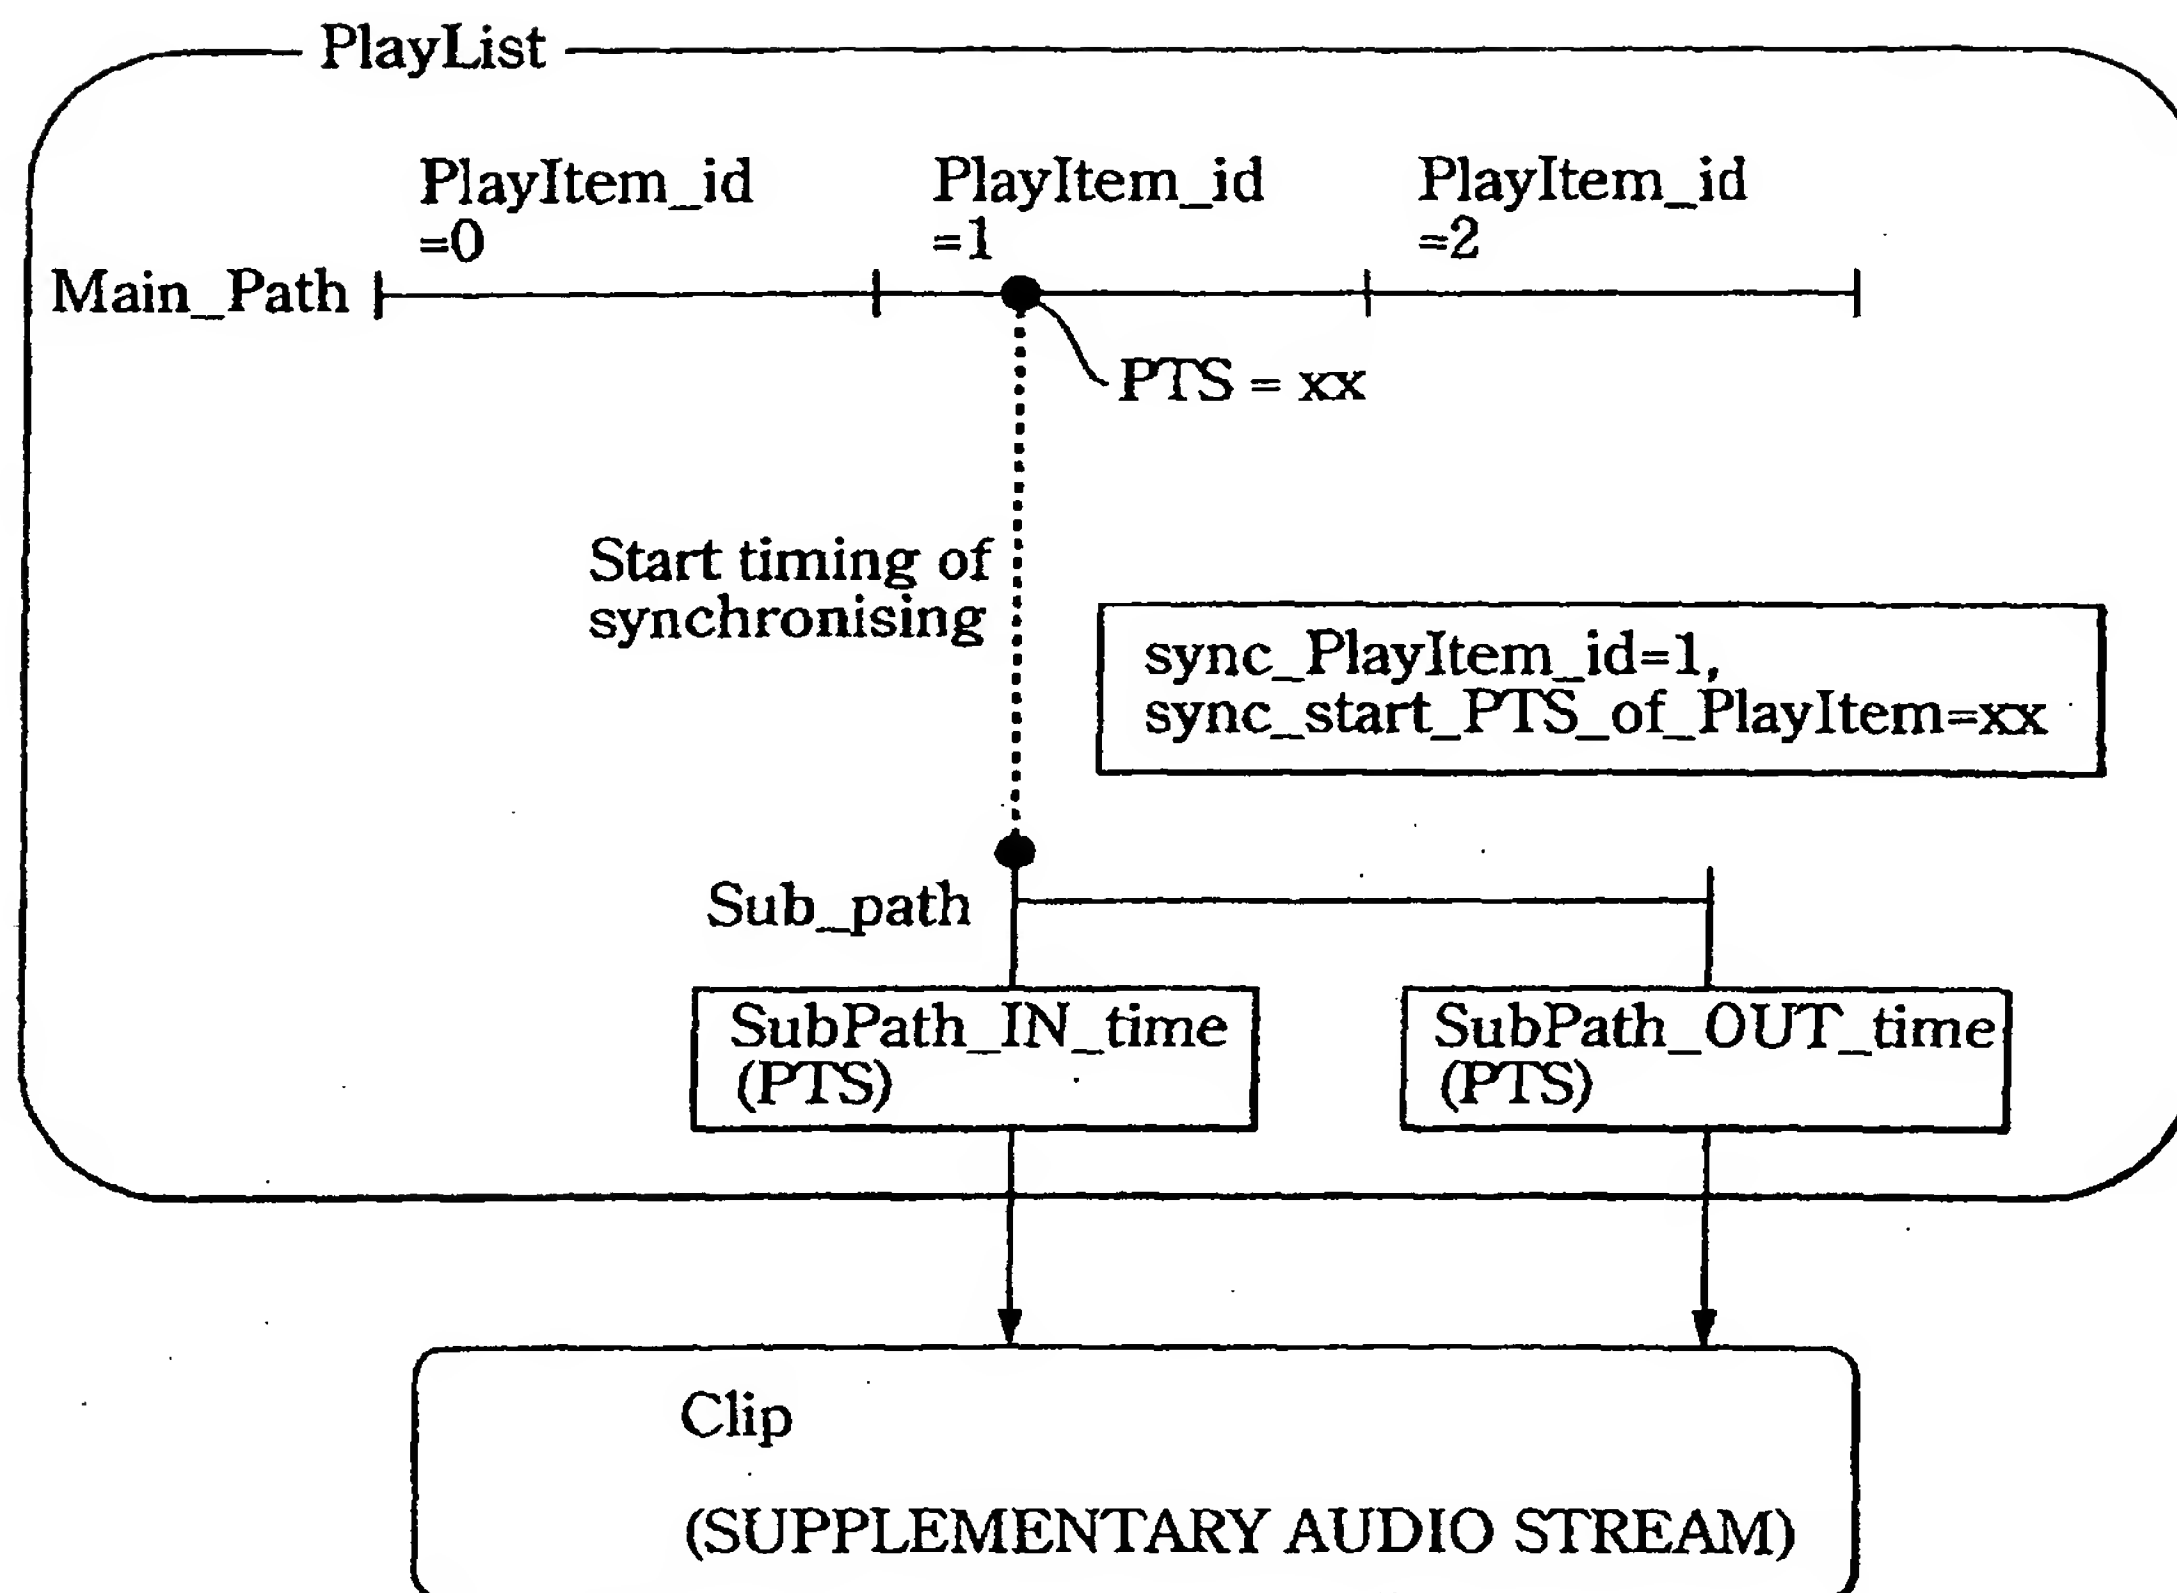 PlayList
PlayItem_id
=0
PlayItem_id
=1
PlayItem_id
=2
Main_Path
PTS = xx
Start timing of
synchronising
sync_PlayItem_id=1,
sync_start_PTS_of_PlayItem=xx
Sub_path
SubPath_IN_time
(PTS)
SubPath_OUT_time
(PTS)
Clip
(SUPPLEMENTARY AUDIO STREAM)